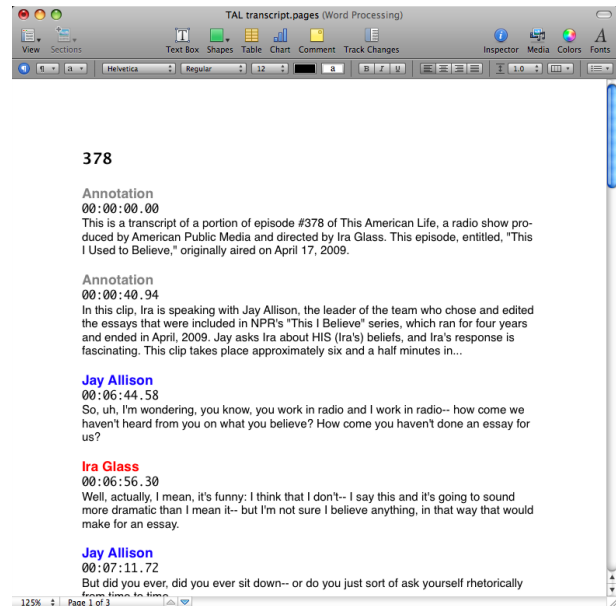 TAL transcript.pages (Word Processing)
View Sections Text Box Shapes Table Chart Comment Track Changes Inspector Media Colors Fonts
¶ a Helvetica Regular 12 a B I U 1.0
378
Annotation
00:00:00.00
This is a transcript of a portion of episode #378 of This American Life, a radio show pro-
duced by American Public Media and directed by Ira Glass. This episode, entitled, "This
I Used to Believe," originally aired on April 17, 2009.
Annotation
00:00:40.94
In this clip, Ira is speaking with Jay Allison, the leader of the team who chose and edited
the essays that were included in NPR's "This I Believe" series, which ran for four years
and ended in April, 2009. Jay asks Ira about HIS (Ira's) beliefs, and Ira's response is
fascinating. This clip takes place approximately six and a half minutes in...
Jay Allison
00:06:44.58
So, uh, I'm wondering, you know, you work in radio and I work in radio-- how come we
haven't heard from you on what you believe? How come you haven't done an essay for
us?
Ira Glass
00:06:56.30
Well, actually, I mean, it's funny: I think that I don't-- I say this and it's going to sound
more dramatic than I mean it-- but I'm not sure I believe anything, in that way that would
make for an essay.
Jay Allison
00:07:11.72
But did you ever, did you ever sit down-- or do you just sort of ask yourself rhetorically
from time to time
125% Page 1 of 3